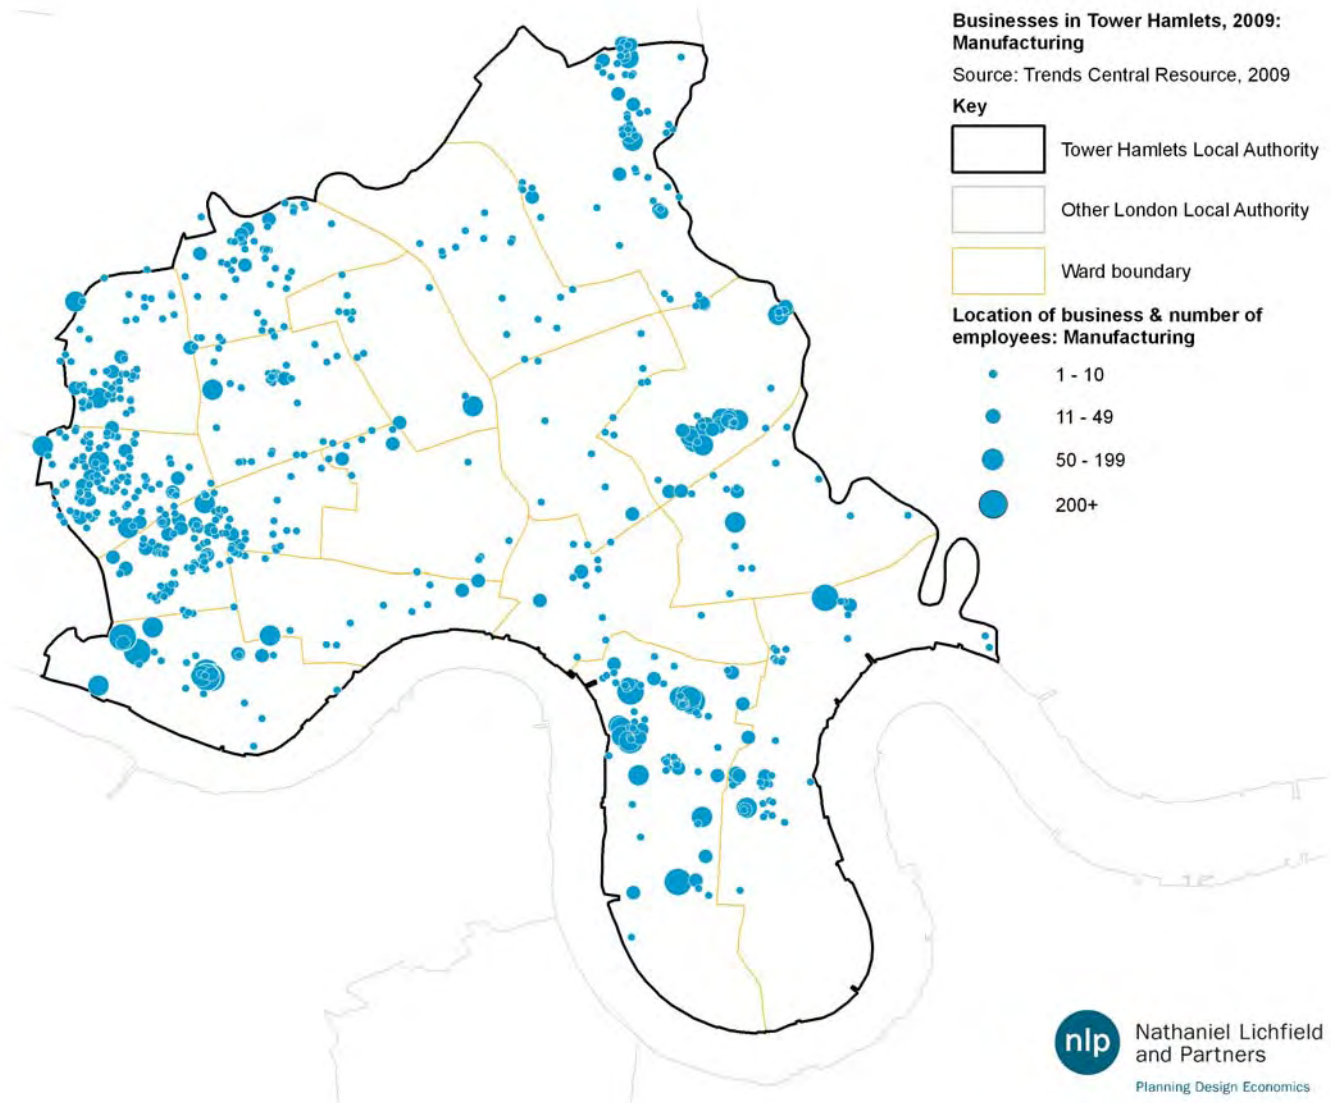 Businesses in Tower Hamlets, 2009:
Manufacturing
Source: Trends Central Resource, 2009
Key
Tower Hamlets Local Authority
Other London Local Authority
Ward boundary
Location of business & number of
employees: Manufacturing
1 - 10
11 - 49
50 - 199
200+
nlp
Nathaniel Lichfield
and Partners
Planning Design Economics